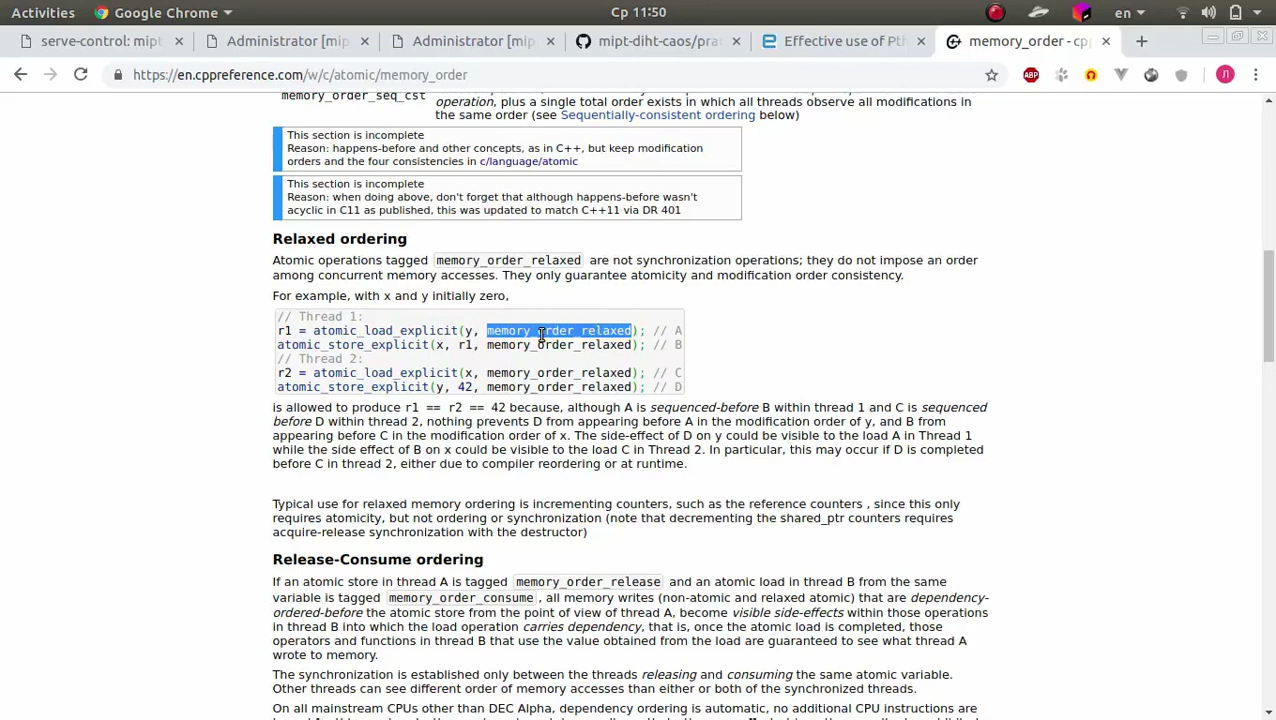 Activities Google Chrome Ср 11:50 en
serve-control: mipt Administrator [mip Administrator [mip mipt-diht-caos/prac Effective use of Pth memory_order - cpp
https://en.cppreference.com/w/c/atomic/memory_order ABP Л
memory_order_seq_cst
operation, plus a single total order exists in which all threads observe all modifications in
the same order (see Sequentially-consistent ordering below)
This section is incomplete
Reason: happens-before and other concepts, as in C++, but keep modification
orders and the four consistencies in c/language/atomic
This section is incomplete
Reason: when doing above, don't forget that although happens-before wasn't
acyclic in C11 as published, this was updated to match C++11 via DR 401
Relaxed ordering
Atomic operations tagged memory_order_relaxed are not synchronization operations; they do not impose an order
among concurrent memory accesses. They only guarantee atomicity and modification order consistency.
For example, with x and y initially zero,
// Thread 1:
r1 = atomic_load_explicit(y, memory_order_relaxed); // A
atomic_store_explicit(x, r1, memory_order_relaxed); // B
// Thread 2:
r2 = atomic_load_explicit(x, memory_order_relaxed); // C
atomic_store_explicit(y, 42, memory_order_relaxed); // D
is allowed to produce r1 == r2 == 42 because, although A is sequenced-before B within thread 1 and C is sequenced
before D within thread 2, nothing prevents D from appearing before A in the modification order of y, and B from
appearing before C in the modification order of x. The side-effect of D on y could be visible to the load A in Thread 1
while the side effect of B on x could be visible to the load C in Thread 2. In particular, this may occur if D is completed
before C in thread 2, either due to compiler reordering or at runtime.
Typical use for relaxed memory ordering is incrementing counters, such as the reference counters , since this only
requires atomicity, but not ordering or synchronization (note that decrementing the shared_ptr counters requires
acquire-release synchronization with the destructor)
Release-Consume ordering
If an atomic store in thread A is tagged memory_order_release and an atomic load in thread B from the same
variable is tagged memory_order_consume, all memory writes (non-atomic and relaxed atomic) that are dependency-
ordered-before the atomic store from the point of view of thread A, become visible side-effects within those operations
in thread B into which the load operation carries dependency, that is, once the atomic load is completed, those
operators and functions in thread B that use the value obtained from the load are guaranteed to see what thread A
wrote to memory.
The synchronization is established only between the threads releasing and consuming the same atomic variable.
Other threads can see different order of memory accesses than either or both of the synchronized threads.
On all mainstream CPUs other than DEC Alpha, dependency ordering is automatic, no additional CPU instructions are